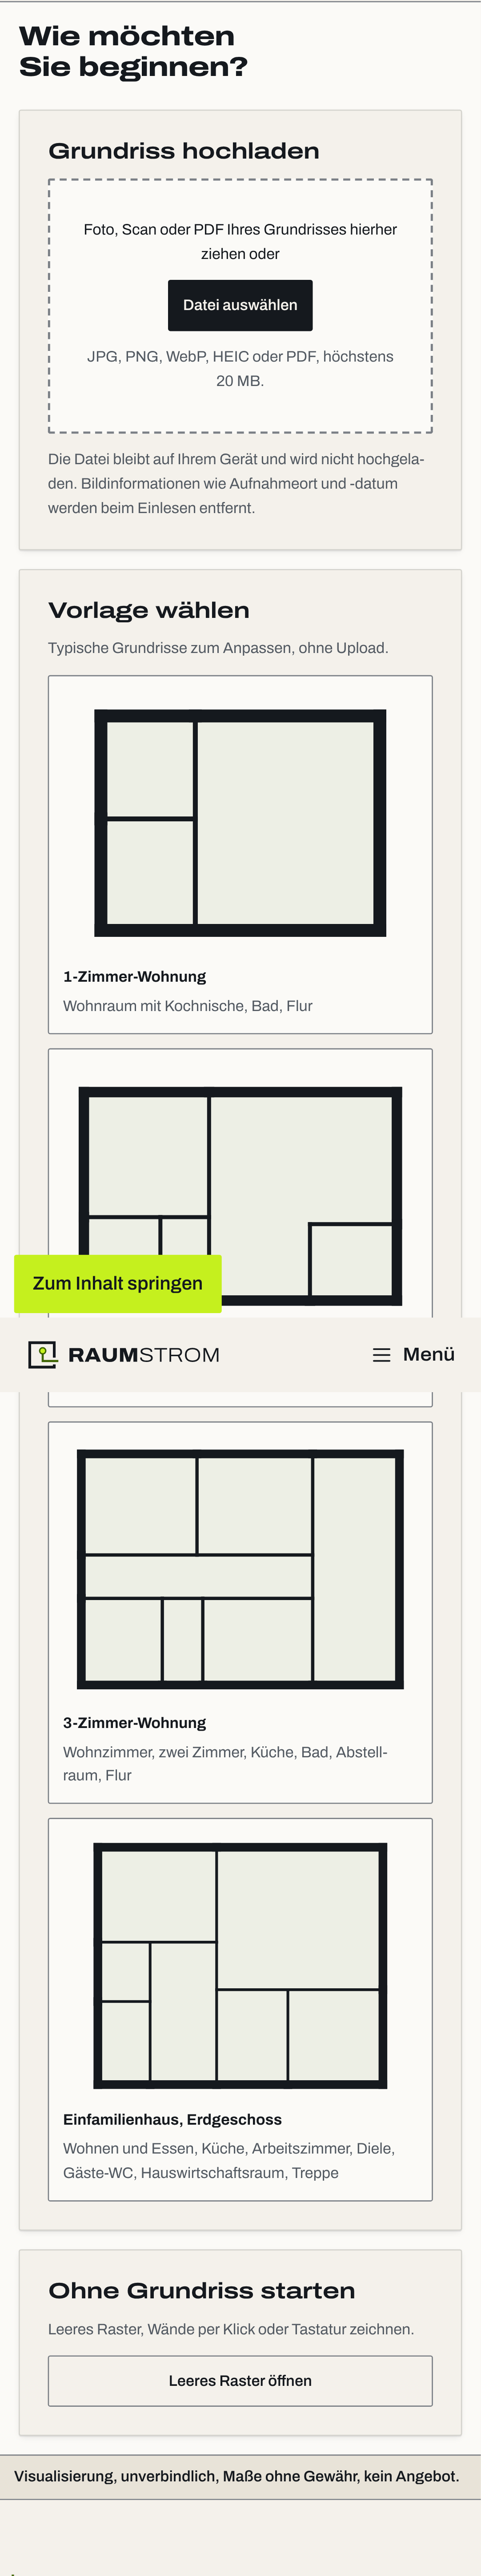 Wie möchten
Sie beginnen?
Grundriss hochladen
Foto, Scan oder PDF Ihres Grundrisses hierher
ziehen oder
Datei auswählen
JPG, PNG, WebP, HEIC oder PDF, höchstens
20 MB.
Die Datei bleibt auf Ihrem Gerät und wird nicht hochgela-
den. Bildinformationen wie Aufnahmeort und -datum
werden beim Einlesen entfernt.
Vorlage wählen
Typische Grundrisse zum Anpassen, ohne Upload.
1-Zimmer-Wohnung
Wohnraum mit Kochnische, Bad, Flur
Zum Inhalt springen
RAUMSTROM
Menü
3-Zimmer-Wohnung
Wohnzimmer, zwei Zimmer, Küche, Bad, Abstell-
raum, Flur
Einfamilienhaus, Erdgeschoss
Wohnen und Essen, Küche, Arbeitszimmer, Diele,
Gäste-WC, Hauswirtschaftsraum, Treppe
Ohne Grundriss starten
Leeres Raster, Wände per Klick oder Tastatur zeichnen.
Leeres Raster öffnen
Visualisierung, unverbindlich, Maße ohne Gewähr, kein Angebot.